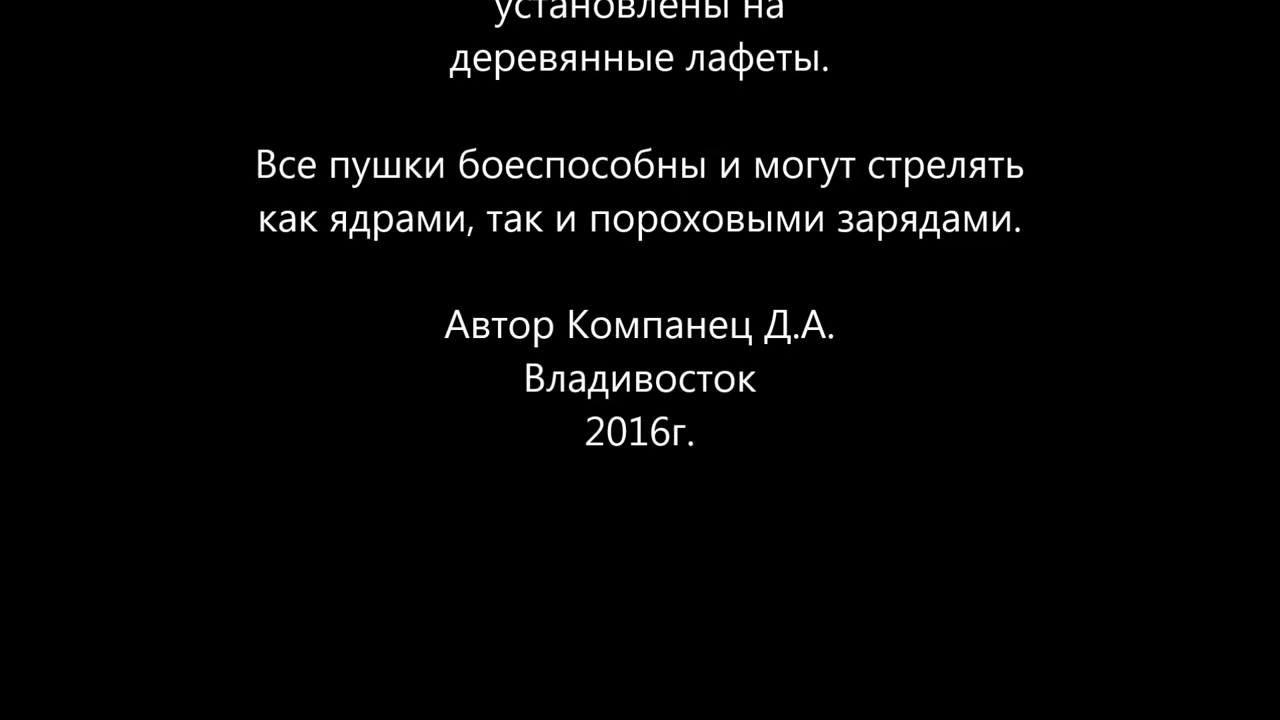 установлены на
деревянные лафеты.
Все пушки боеспособны и могут стрелять
как ядрами, так и пороховыми зарядами.
Автор Компанец Д.А.
Владивосток
2016г.